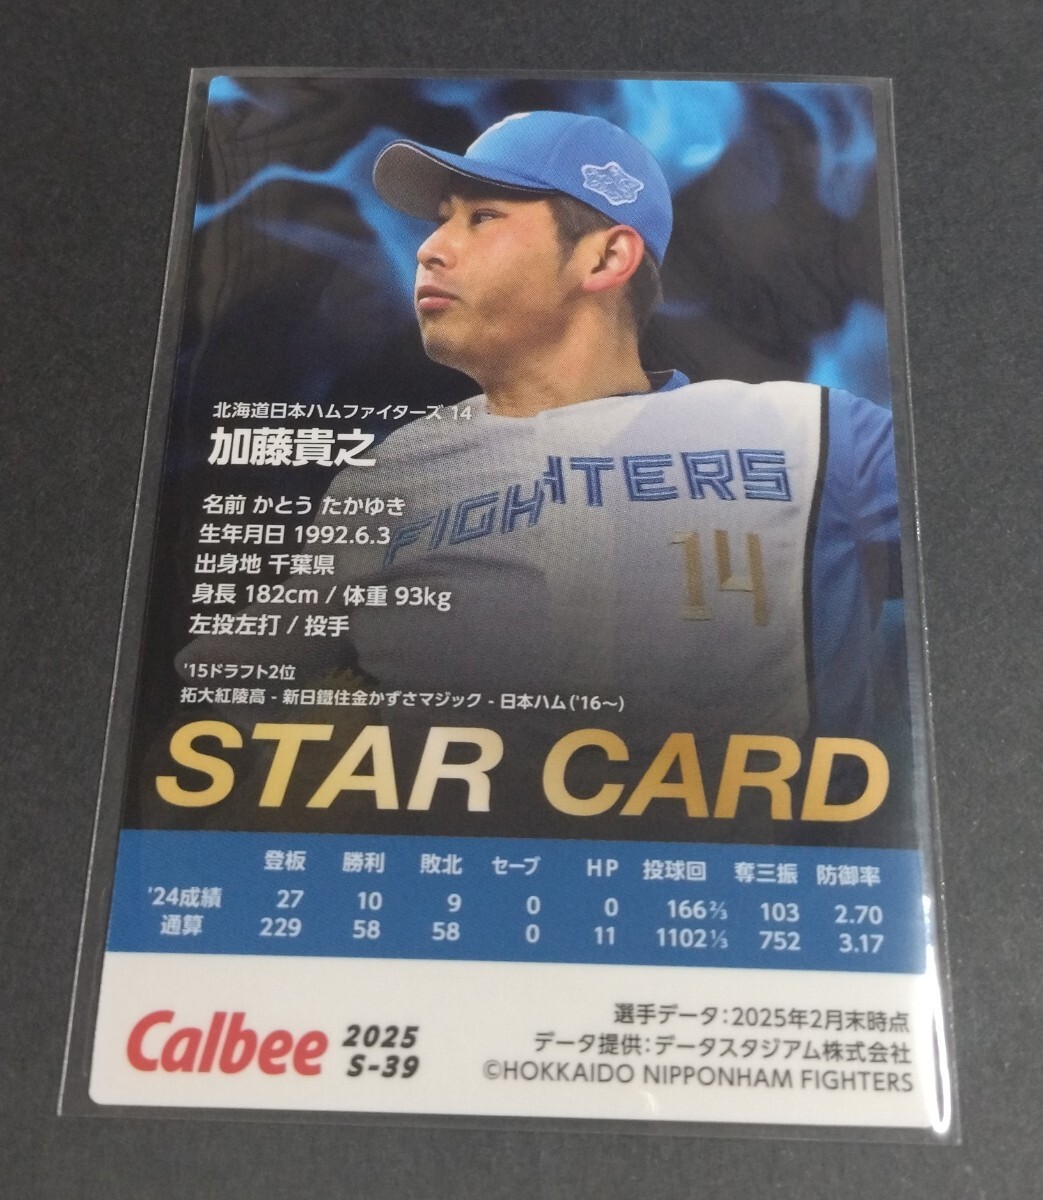 北海道日本ハムファイターズ 14
加藤貴之
名前 かとう たかゆき
生年月日 1992.6.3
出身地 千葉県
身長 182cm / 体重 93kg
左投左打 / 投手
'15ドラフト2位
拓大紅陵高 - 新日鐵住金かずさマジック - 日本ハム('16〜)
FIGHTERS
14
STAR CARD
登板 勝利 敗北 セーブ HP 投球回 奪三振 防御率
'24成績 27 10 9 0 0 166⅔ 103 2.70
通算 229 58 58 0 11 1102⅓ 752 3.17
Calbee 2025
S-39
選手データ:2025年2月末時点
データ提供:データスタジアム株式会社
©HOKKAIDO NIPPONHAM FIGHTERS